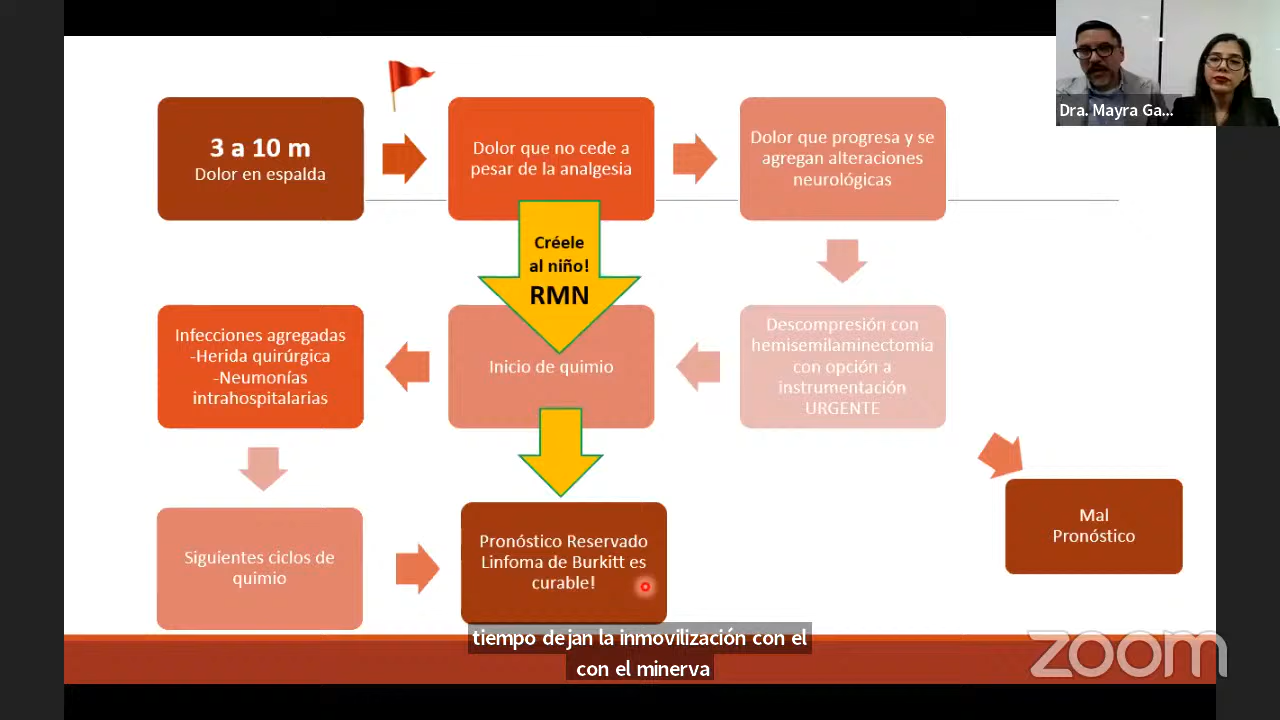 3 a 10 m
Dolor en espalda
Dolor que no cede a
pesar de la analgesia
Dolor que progresa y se
agregan alteraciones
neurológicas
Créele
al niño!
RMN
Infecciones agregadas
-Herida quirúrgica
-Neumonías
intrahospitalarias
Inicio de quimio
Descompresión con
hemisemilaminectomía
con opción a
instrumentación
URGENTE
Siguientes ciclos de
quimio
Pronóstico Reservado
Linfoma de Burkitt es
curable!
Mal
Pronóstico
Dra. Mayra Ga...
tiempo dejan la inmovilización con el
con el minerva
zoom